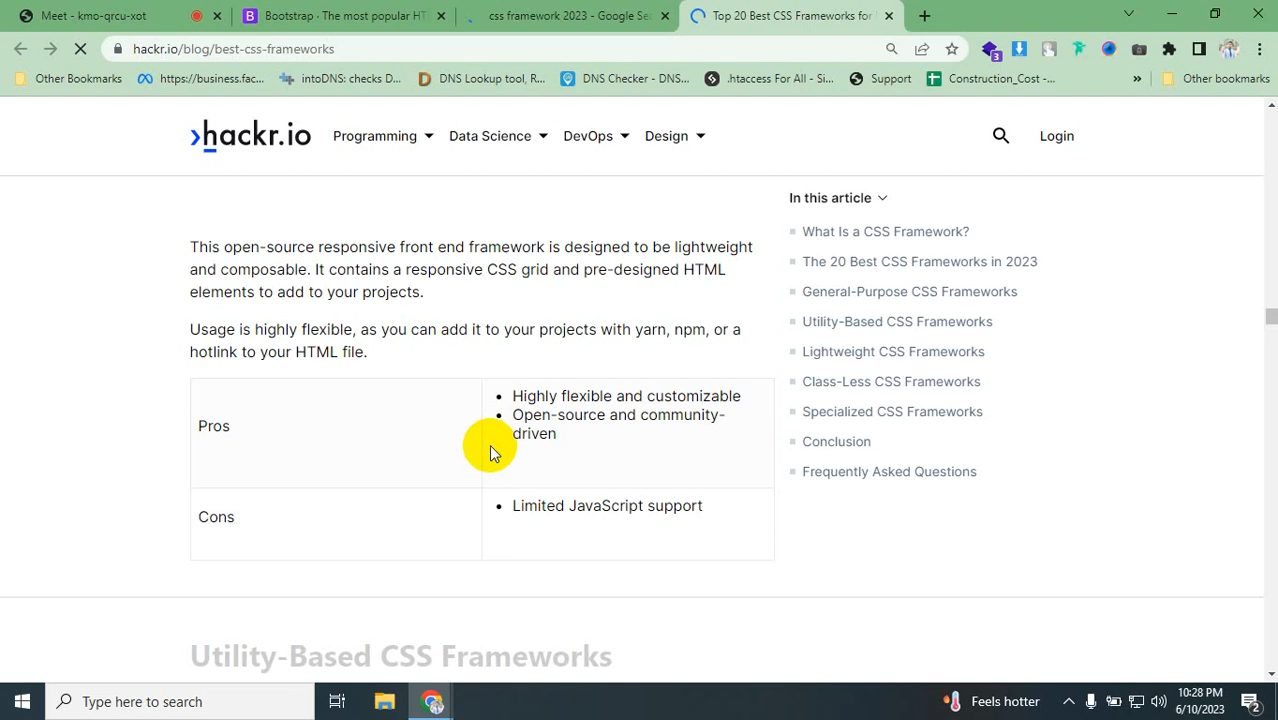 Meet - kmo-qrcu-xot
Bootstrap · The most popular HT
css framework 2023 - Google Sea
Top 20 Best CSS Frameworks for
hackr.io/blog/best-css-frameworks
3
Other Bookmarks
https://business.fac...
intoDNS: checks D...
DNS Lookup tool, R...
DNS Checker - DNS...
.htaccess For All - Si...
Support
Construction_Cost -...
»
Other bookmarks
hackr.io
Programming
Data Science
DevOps
Design
Login
This open-source responsive front end framework is designed to be lightweight
and composable. It contains a responsive CSS grid and pre-designed HTML
elements to add to your projects.
Usage is highly flexible, as you can add it to your projects with yarn, npm, or a
hotlink to your HTML file.
Pros
• Highly flexible and customizable
• Open-source and community-
driven
Cons
• Limited JavaScript support
Utility-Based CSS Frameworks
In this article
What Is a CSS Framework?
The 20 Best CSS Frameworks in 2023
General-Purpose CSS Frameworks
Utility-Based CSS Frameworks
Lightweight CSS Frameworks
Class-Less CSS Frameworks
Specialized CSS Frameworks
Conclusion
Frequently Asked Questions
Type here to search
Feels hotter
10:28 PM
6/10/2023
2